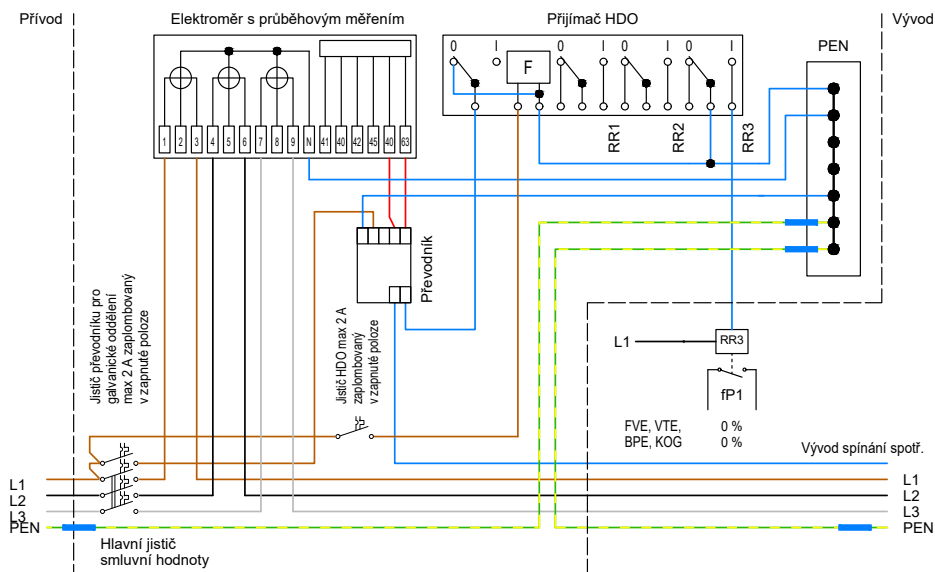 Přívod
Elektroměr s průběhovým měřením
Přijímač HDO
Vývod
PEN
0 I
F
0 I
0 I
0 I
1 2 3 4 5 6 7 8 9 N 41 40 42 45 40 63
RR1
RR2
RR3
Převodník
Jistič převodníku pro
galvanické oddělení
max 2 A zaplombovaný
v zapnuté poloze
Jistič HDO max 2 A
zaplombovaný
v zapnuté poloze
L1
RR3
fP1
FVE, VTE, 0 %
BPE, KOG 0 %
Vývod spínání spotř.
L1
L2
L3
PEN
L1
L2
L3
PEN
Hlavní jistič
smluvní hodnoty